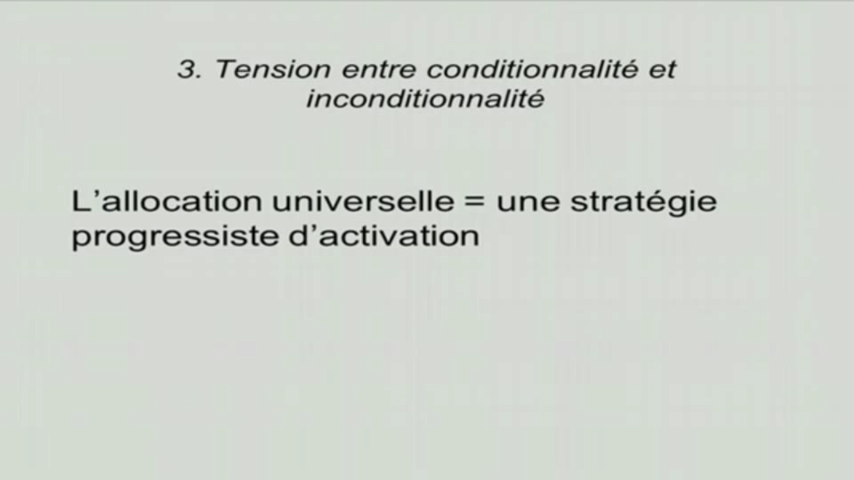 3. Tension entre conditionnalité et
inconditionnalité
L’allocation universelle = une stratégie
progressiste d’activation